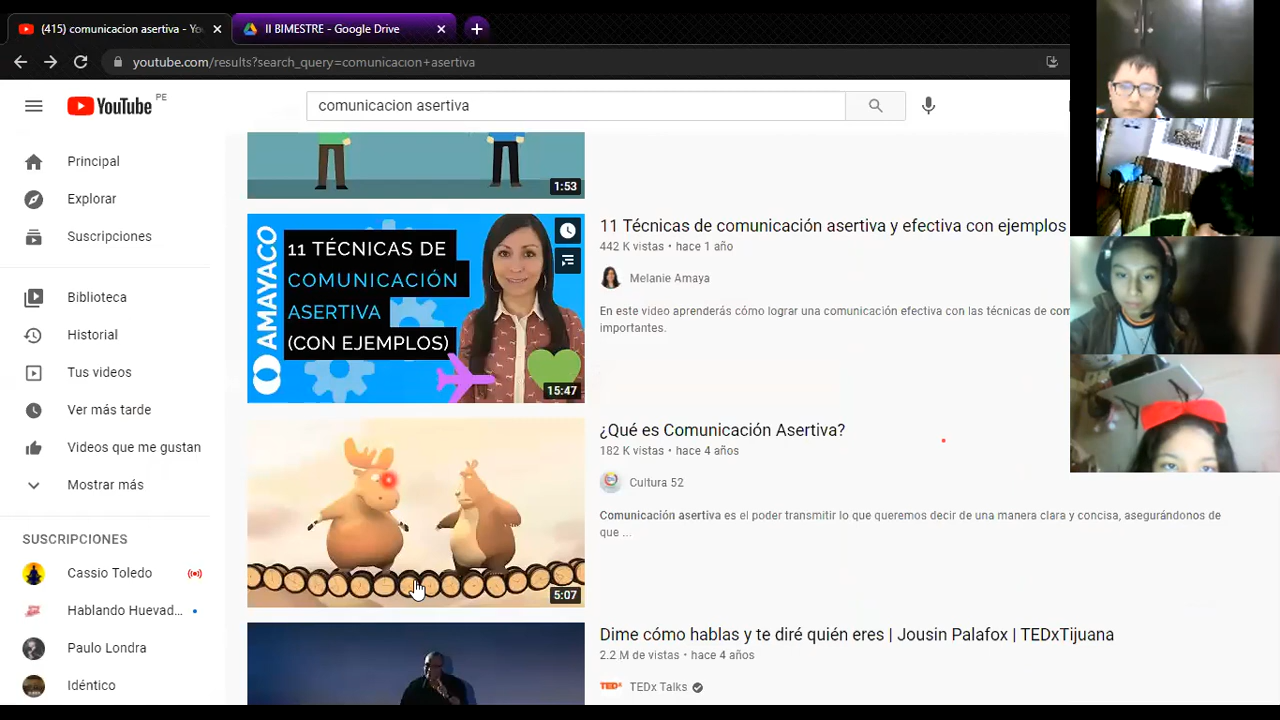 (415) comunicacion asertiva - Yo
II BIMESTRE - Google Drive
youtube.com/results?search_query=comunicacion+asertiva
YouTube PE
comunicacion asertiva
Principal
Explorar
Suscripciones
Biblioteca
Historial
Tus videos
Ver más tarde
Videos que me gustan
Mostrar más
SUSCRIPCIONES
Cassio Toledo
Hablando Huevad...
Paulo Londra
Idéntico
1:53
AMAYACO
11 TÉCNICAS DE
COMUNICACIÓN
ASERTIVA
(CON EJEMPLOS)
15:47
11 Técnicas de comunicación asertiva y efectiva con ejemplos
442 K vistas • hace 1 año
Melanie Amaya
En este video aprenderás cómo lograr una comunicación efectiva con las técnicas de com
importantes.
5:07
¿Qué es Comunicación Asertiva?
182 K vistas • hace 4 años
Cultura 52
Comunicación asertiva es el poder transmitir lo que queremos decir de una manera clara y concisa, asegurándonos de
que ...
Dime cómo hablas y te diré quién eres | Jousin Palafox | TEDxTijuana
2.2 M de vistas • hace 4 años
TEDx
TEDx Talks